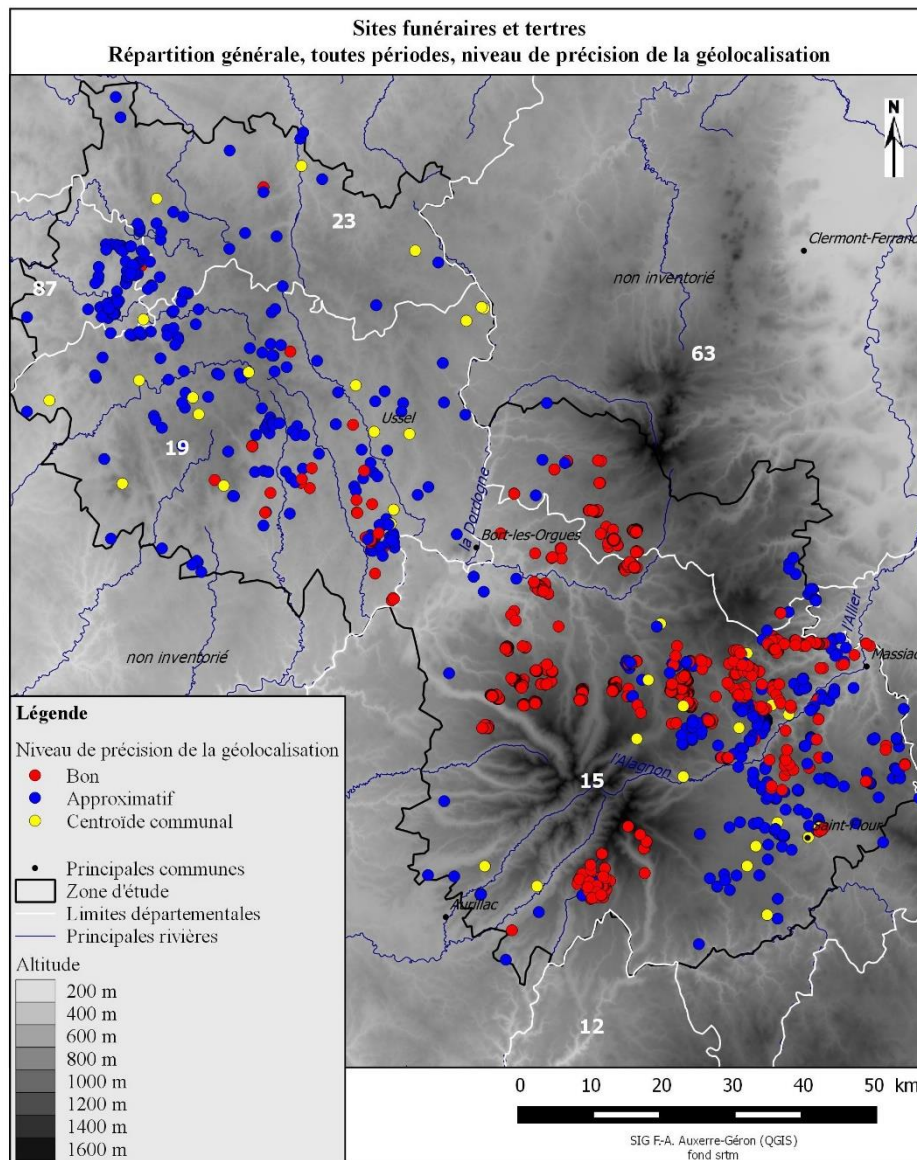 Sites funéraires et tertres
Répartition générale, toutes périodes, niveau de précision de la géolocalisation
N
23
Clermont-Ferrand
non inventorié
87
63
Ussel
19
la Dordogne
Bort-les-Orgues
l'Allier
non inventorié
Massiac
Légende
Niveau de précision de la géolocalisation
Bon
Approximatif
Centroïde communal
l'Alagnon
15
Saint-Flour
Principales communes
Zone d'étude
Limites départementales
Principales rivières
Aurillac
Altitude
200 m
400 m
600 m
800 m
1000 m
1200 m
1400 m
1600 m
12
0 10 20 30 40 50 km
SIG F.-A. Auxerre-Géron (QGIS)
fond srtm